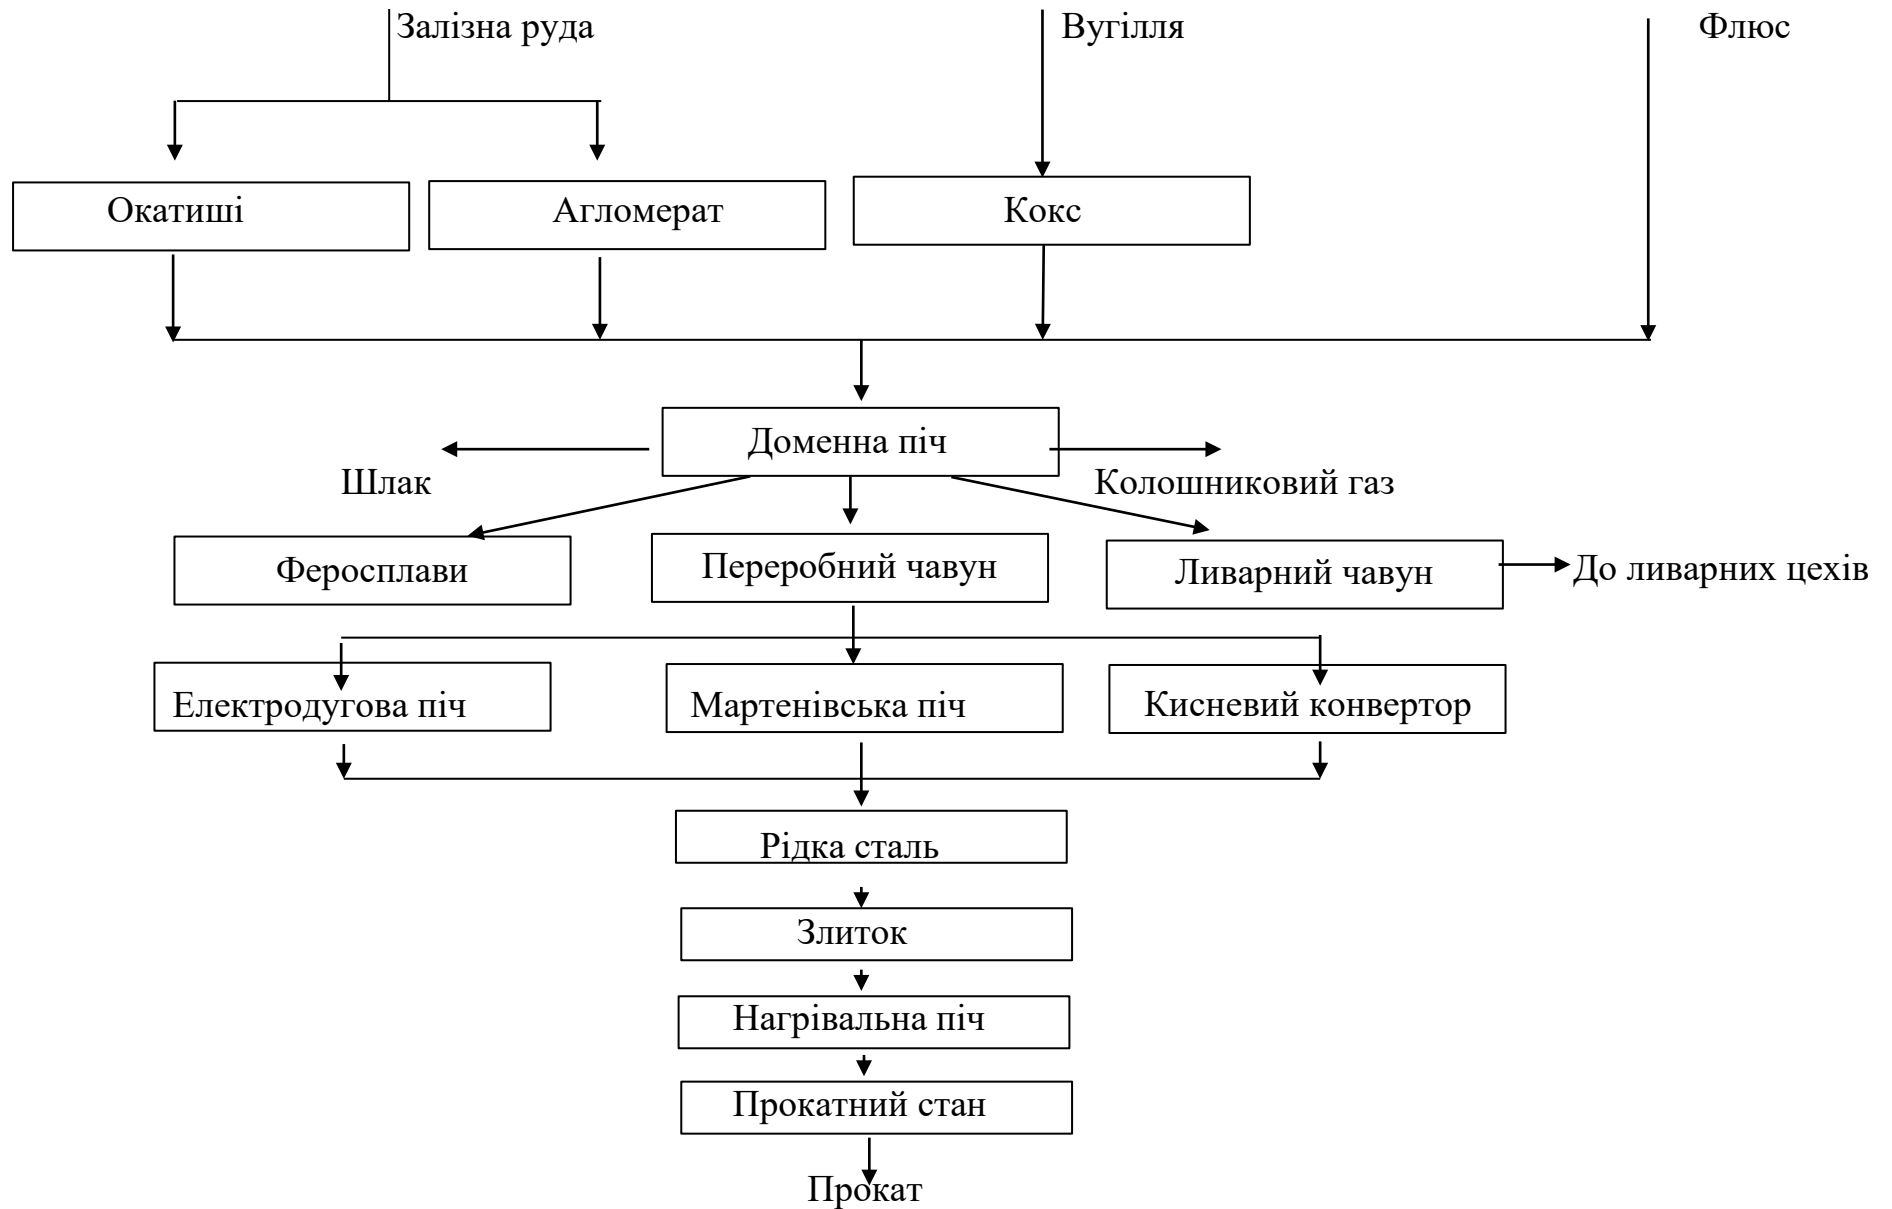 Залізна руда
Вугілля
Флюс
Окатиші
Агломерат
Кокс
Доменна піч
Шлак
Колошниковий газ
Феросплави
Переробний чавун
Ливарний чавун
До ливарних цехів
Електродугова піч
Мартенівська піч
Кисневий конвертор
Рідка сталь
Злиток
Нагрівальна піч
Прокатний стан
Прокат